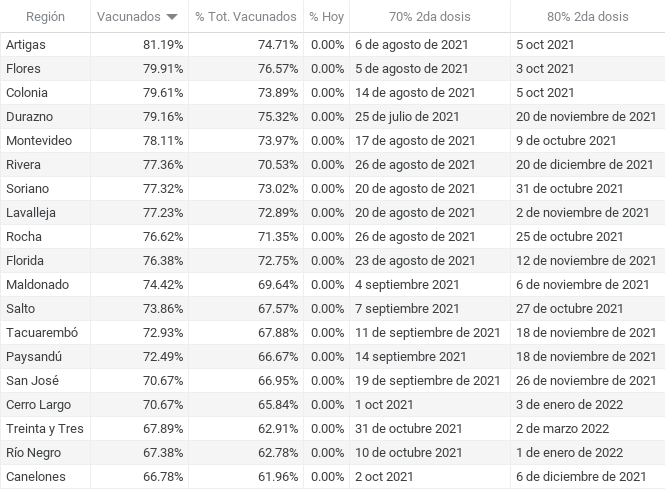 Región Vacunados % Tot. Vacunados % Hoy 70% 2da dosis 80% 2da dosis
Artigas 81.19% 74.71% 0.00% 6 de agosto de 2021 5 oct 2021
Flores 79.91% 76.57% 0.00% 5 de agosto de 2021 3 oct 2021
Colonia 79.61% 73.89% 0.00% 14 de agosto de 2021 5 oct 2021
Durazno 79.16% 75.32% 0.00% 25 de julio de 2021 20 de noviembre de 2021
Montevideo 78.11% 73.97% 0.00% 17 de agosto de 2021 9 de octubre 2021
Rivera 77.36% 70.53% 0.00% 26 de agosto de 2021 20 de diciembre de 2021
Soriano 77.32% 73.02% 0.00% 20 de agosto de 2021 31 de octubre 2021
Lavalleja 77.23% 72.89% 0.00% 20 de agosto de 2021 2 de noviembre de 2021
Rocha 76.62% 71.35% 0.00% 26 de agosto de 2021 25 de octubre 2021
Florida 76.38% 72.75% 0.00% 23 de agosto de 2021 12 de noviembre de 2021
Maldonado 74.42% 69.64% 0.00% 4 septiembre 2021 6 de noviembre de 2021
Salto 73.86% 67.57% 0.00% 7 septiembre 2021 27 de octubre 2021
Tacuarembó 72.93% 67.88% 0.00% 11 de septiembre de 2021 18 de noviembre de 2021
Paysandú 72.49% 66.67% 0.00% 14 septiembre 2021 18 de noviembre de 2021
San José 70.67% 66.95% 0.00% 19 de septiembre de 2021 26 de noviembre de 2021
Cerro Largo 70.67% 65.84% 0.00% 1 oct 2021 3 de enero de 2022
Treinta y Tres 67.89% 62.91% 0.00% 31 de octubre 2021 2 de marzo de 2022
Río Negro 67.38% 62.78% 0.00% 10 de octubre 2021 1 de enero de 2022
Canelones 66.78% 61.96% 0.00% 2 oct 2021 6 de diciembre de 2021